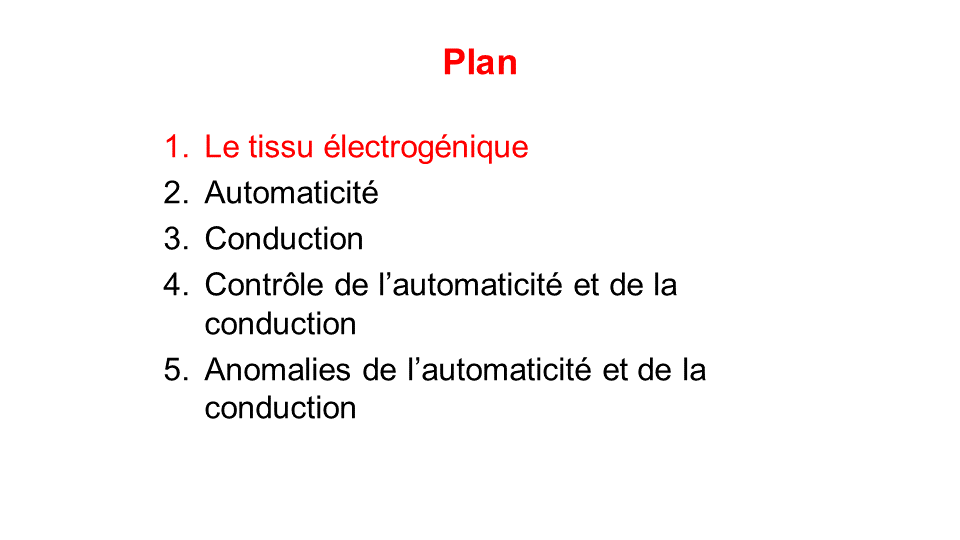 Plan
1. Le tissu électrogénique
2. Automaticité
3. Conduction
4. Contrôle de l’automaticité et de la
conduction
5. Anomalies de l’automaticité et de la
conduction